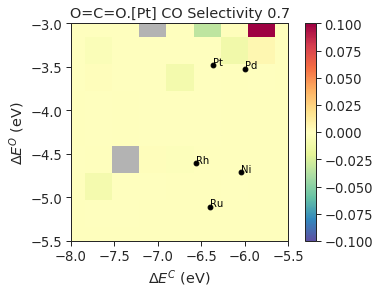 O=C=O.[Pt] CO Selectivity 0.7
−3.0
−3.5
−4.0
−4.5
−5.0
−5.5
ΔE^O (eV)
Pt
Pd
Rh
Ni
Ru
−8.0 −7.5 −7.0 −6.5 −6.0 −5.5
ΔE^C (eV)
0.100
0.075
0.050
0.025
0.000
−0.025
−0.050
−0.075
−0.100